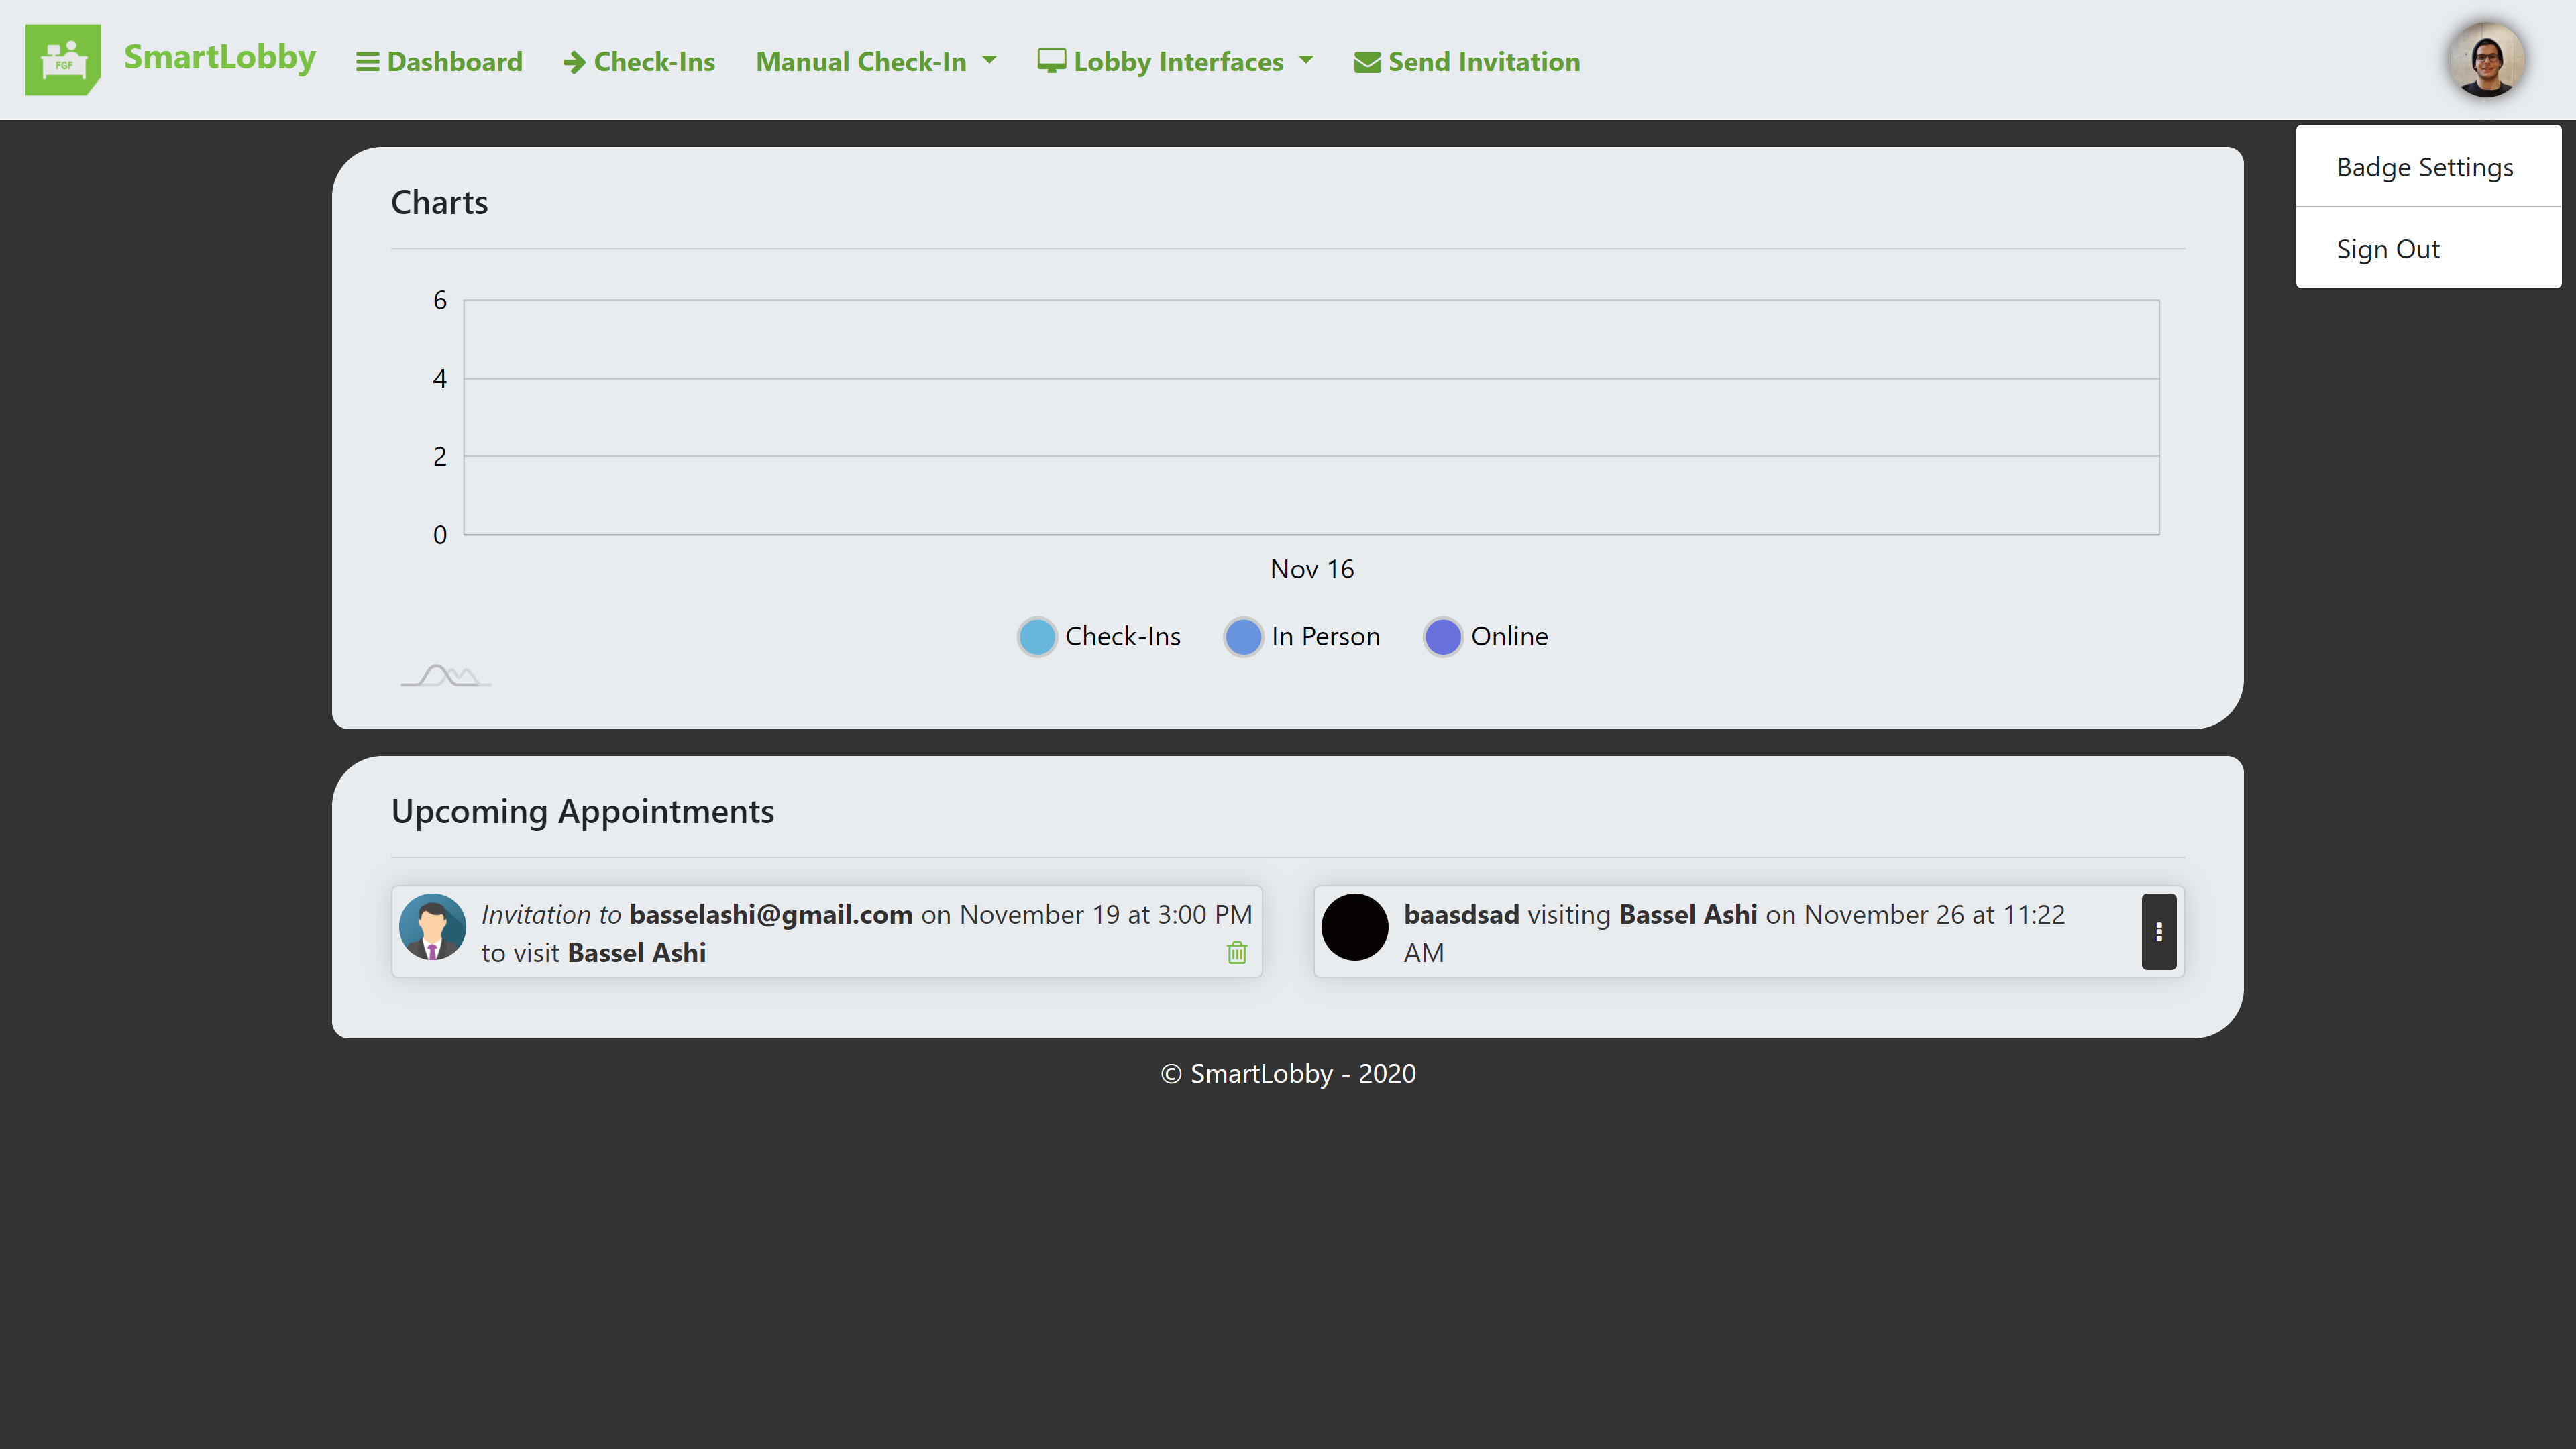 FGF
SmartLobby
Dashboard
Check-Ins
Manual Check-In
Lobby Interfaces
Send Invitation
Badge Settings
Sign Out
Charts
6
4
2
0
Nov 16
Check-Ins
In Person
Online
Upcoming Appointments
Invitation to basselashi@gmail.com on November 19 at 3:00 PM
to visit Bassel Ashi
baasdsad visiting Bassel Ashi on November 26 at 11:22
AM
© SmartLobby - 2020